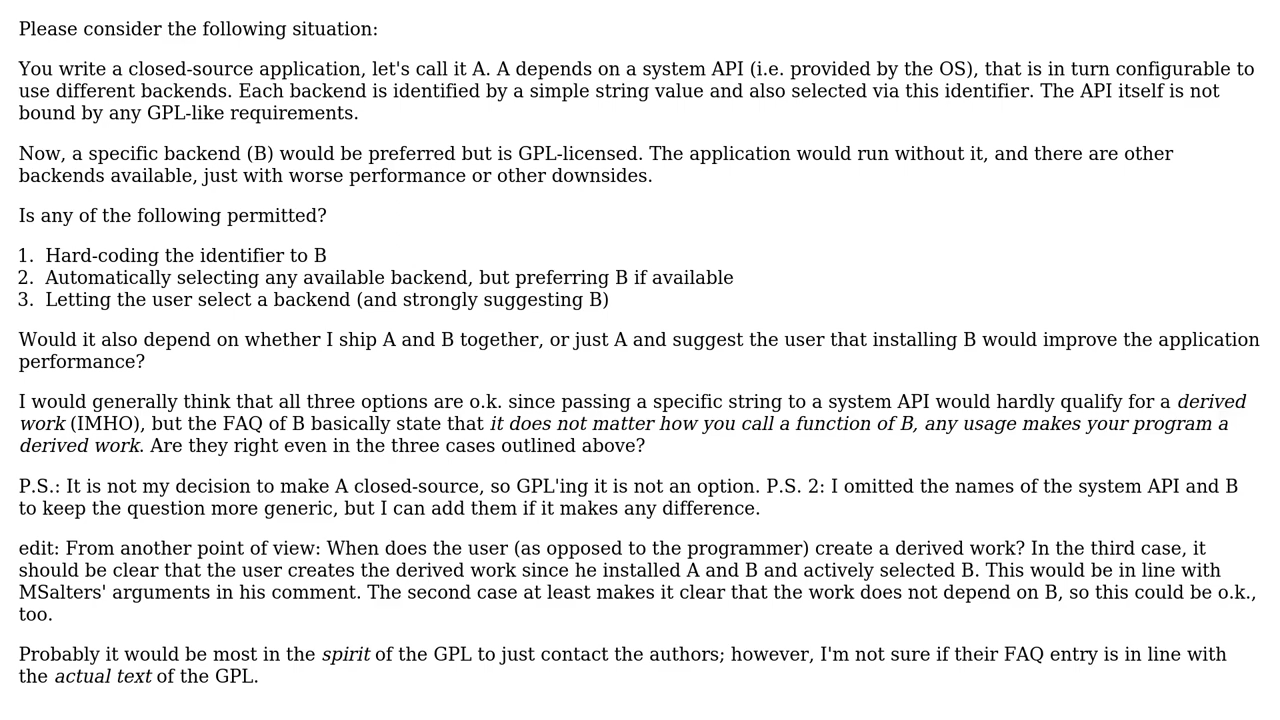 Please consider the following situation:
You write a closed-source application, let's call it A. A depends on a system API (i.e. provided by the OS), that is in turn configurable to
use different backends. Each backend is identified by a simple string value and also selected via this identifier. The API itself is not
bound by any GPL-like requirements.
Now, a specific backend (B) would be preferred but is GPL-licensed. The application would run without it, and there are other
backends available, just with worse performance or other downsides.
Is any of the following permitted?
1. Hard-coding the identifier to B
2. Automatically selecting any available backend, but preferring B if available
3. Letting the user select a backend (and strongly suggesting B)
Would it also depend on whether I ship A and B together, or just A and suggest the user that installing B would improve the application
performance?
I would generally think that all three options are o.k. since passing a specific string to a system API would hardly qualify for a derived
work (IMHO), but the FAQ of B basically state that it does not matter how you call a function of B, any usage makes your program a
derived work. Are they right even in the three cases outlined above?
P.S.: It is not my decision to make A closed-source, so GPL'ing it is not an option. P.S. 2: I omitted the names of the system API and B
to keep the question more generic, but I can add them if it makes any difference.
edit: From another point of view: When does the user (as opposed to the programmer) create a derived work? In the third case, it
should be clear that the user creates the derived work since he installed A and B and actively selected B. This would be in line with
MSalters' arguments in his comment. The second case at least makes it clear that the work does not depend on B, so this could be o.k.,
too.
Probably it would be most in the spirit of the GPL to just contact the authors; however, I'm not sure if their FAQ entry is in line with
the actual text of the GPL.